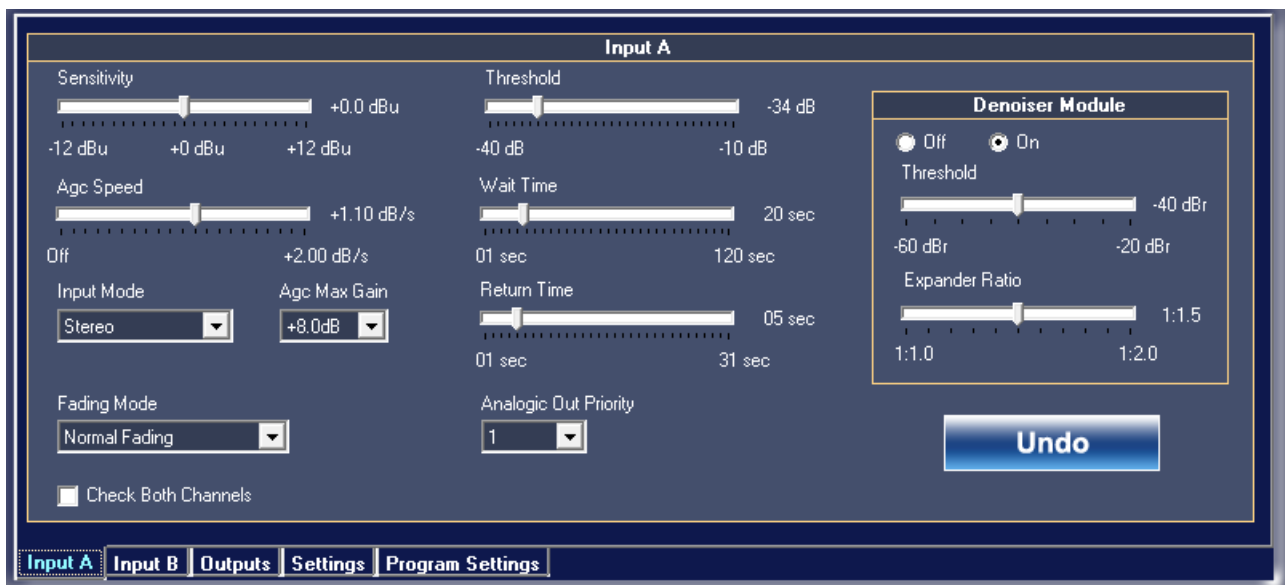 Input A
Sensitivity
+0.0 dBu
-12 dBu +0 dBu +12 dBu
Agc Speed
+1.10 dB/s
Off +2.00 dB/s
Input Mode Agc Max Gain
Stereo +8.0dB
Fading Mode
Normal Fading
Check Both Channels
Threshold
-34 dB
-40 dB -10 dB
Wait Time
20 sec
01 sec 120 sec
Return Time
05 sec
01 sec 31 sec
Analogic Out Priority
1
Denoiser Module
Off On
Threshold
-40 dBr
-60 dBr -20 dBr
Expander Ratio
1:1.5
1:1.0 1:2.0
Undo
Input A Input B Outputs Settings Program Settings